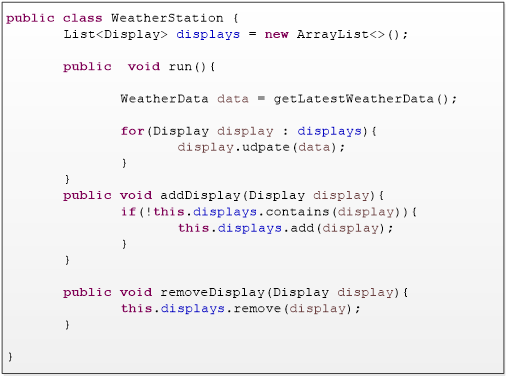 public class WeatherStation {
List<Display> displays = new ArrayList<>();
public void run(){
WeatherData data = getLatestWeatherData();
for(Display display : displays){
display.udpate(data);
}
}
public void addDisplay(Display display){
if(!this.displays.contains(display)){
this.displays.add(display);
}
}
public void removeDisplay(Display display){
this.displays.remove(display);
}
}